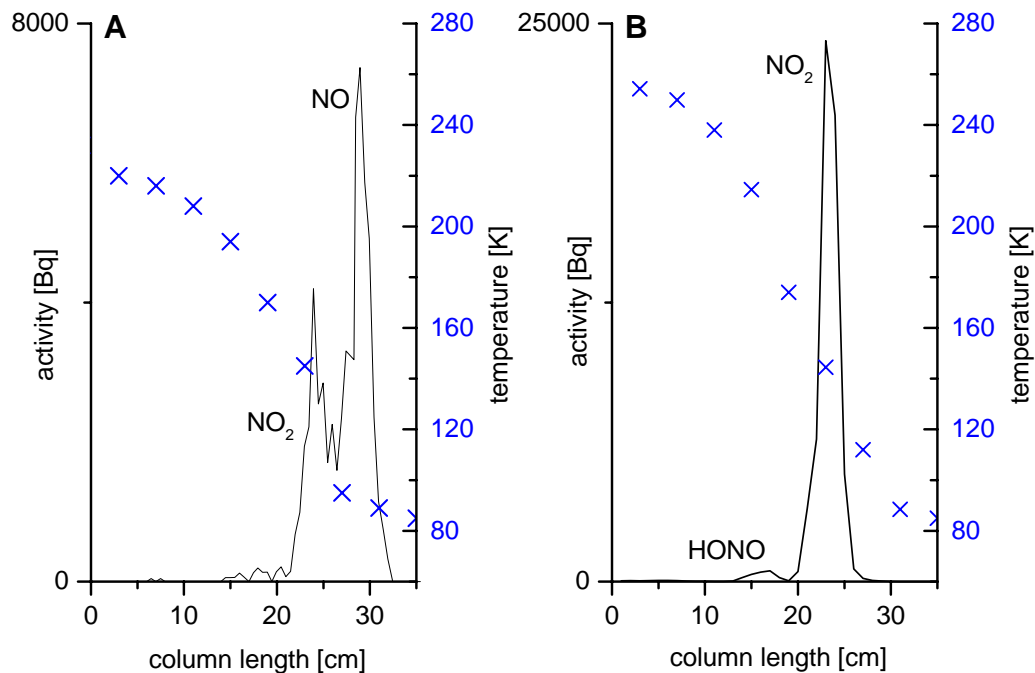 A
8000
0
activity [Bq]
NO
NO₂
0
10
20
30
column length [cm]
280
240
200
160
120
80
temperature [K]
B
25000
0
activity [Bq]
NO₂
HONO
0
10
20
30
column length [cm]
280
240
200
160
120
80
temperature [K]